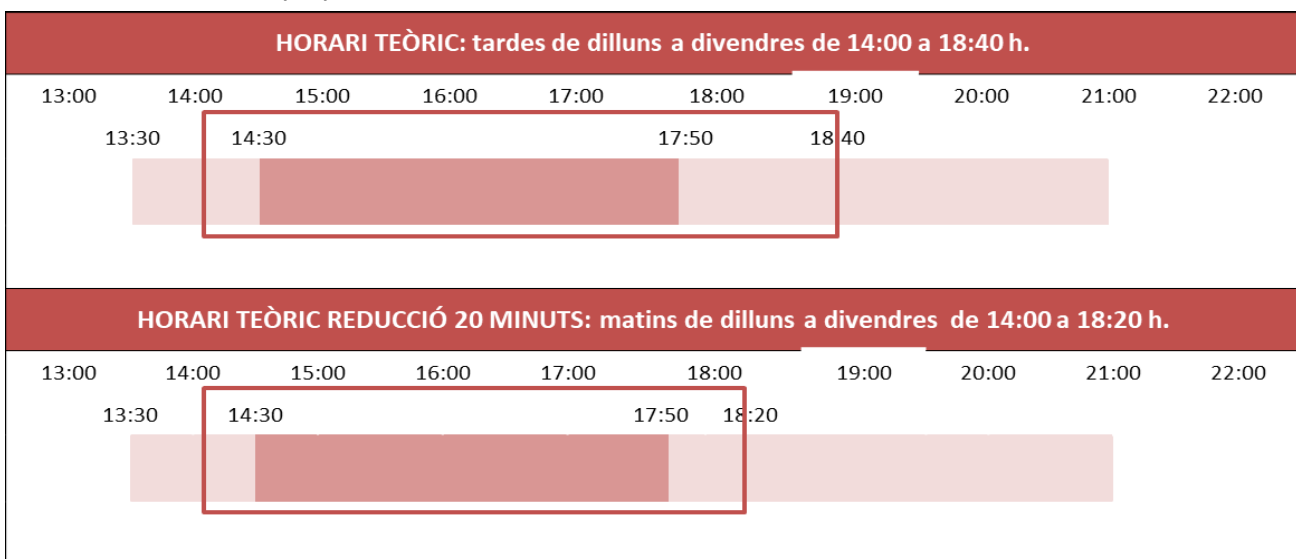 HORARI TEÒRIC: tardes de dilluns a divendres de 14:00 a 18:40 h.
13:00 14:00 15:00 16:00 17:00 18:00 19:00 20:00 21:00 22:00
13:30 14:30 17:50 18:40
HORARI TEÒRIC REDUCCIÓ 20 MINUTS: matins de dilluns a divendres de 14:00 a 18:20 h.
13:00 14:00 15:00 16:00 17:00 18:00 19:00 20:00 21:00 22:00
13:30 14:30 17:50 18:20